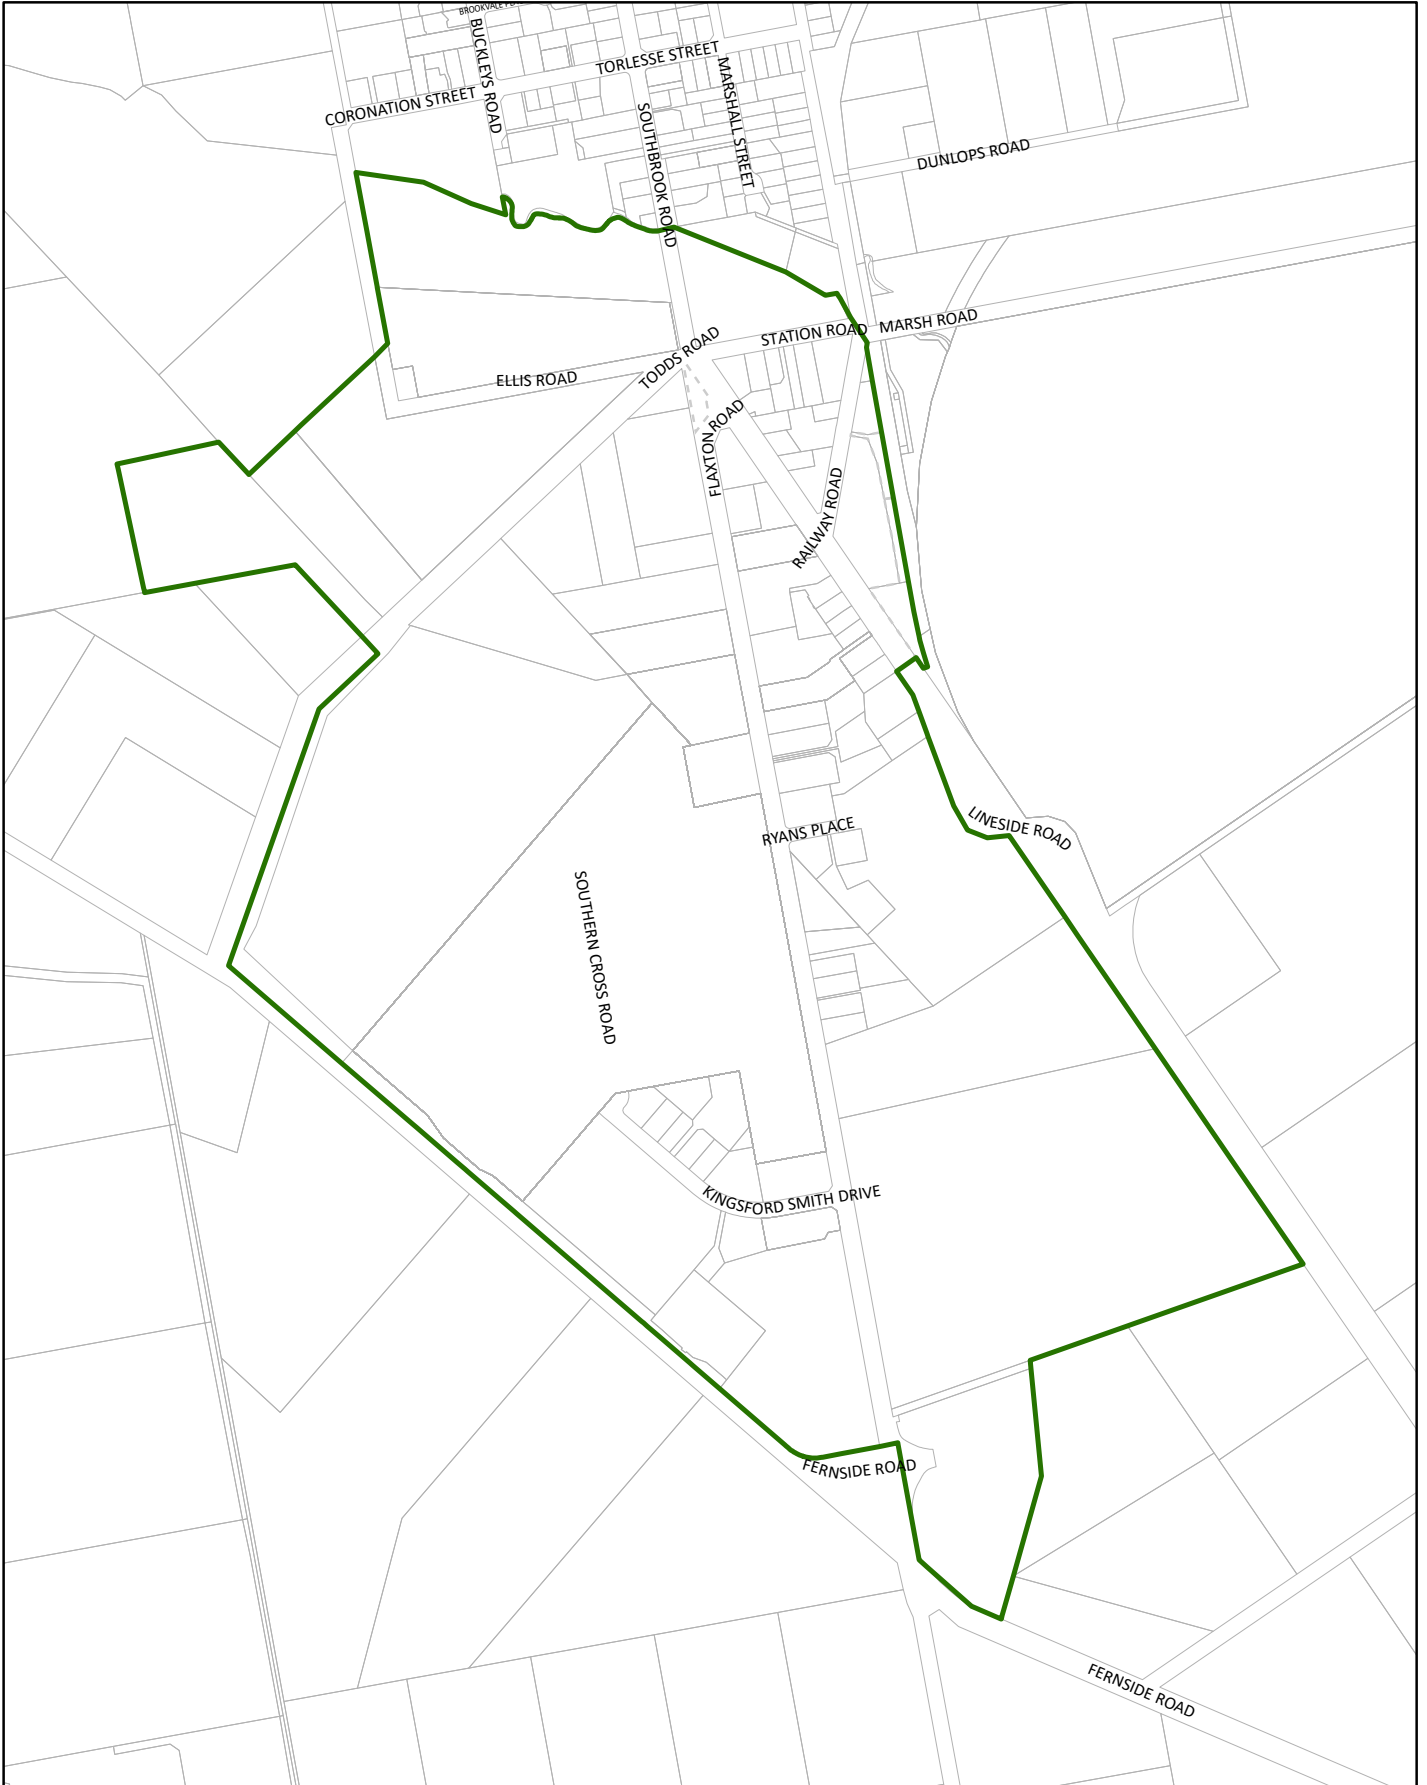 BROOKVALE
BUCKLEYS ROAD
TORLESSE STREET
MARSHALL STREET
CORONATION STREET
SOUTHBROOK ROAD
DUNLOPS ROAD
STATION ROAD
MARSH ROAD
TODDS ROAD
ELLIS ROAD
FLAXTON ROAD
RAILWAY ROAD
LINESIDE ROAD
RYANS PLACE
SOUTHERN CROSS ROAD
KINGSFORD SMITH DRIVE
FERNSIDE ROAD
FERNSIDE ROAD